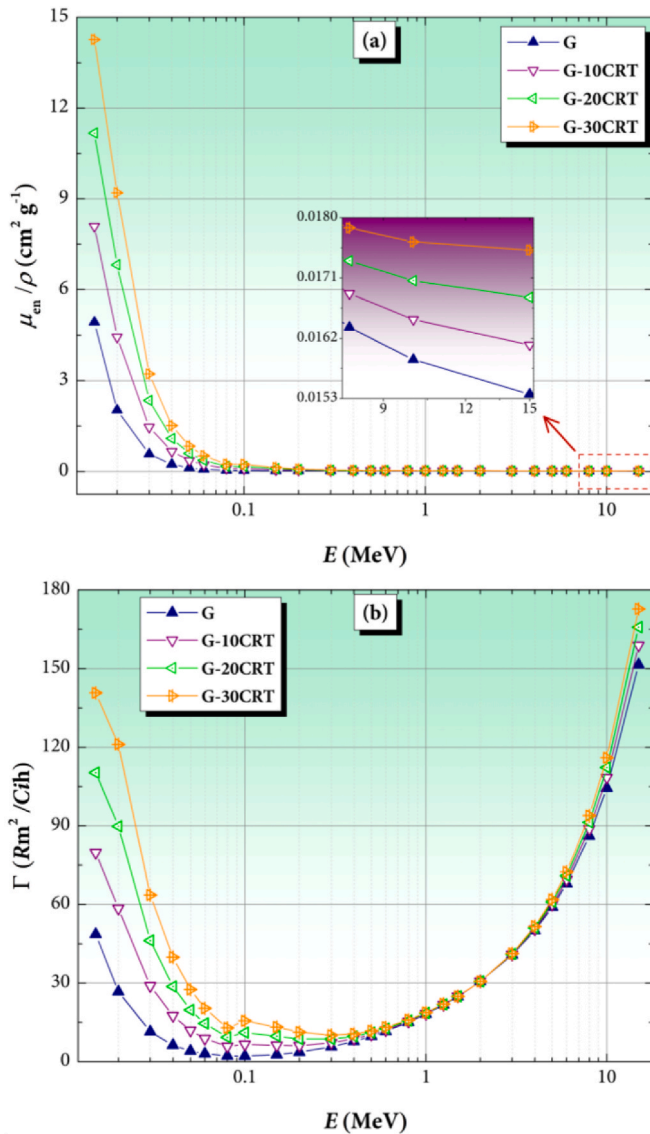 15
(a)
G
G-10CRT
G-20CRT
G-30CRT
12
9
6
3
0
μen/ρ (cm² g⁻¹)
0.0180
0.0171
0.0162
0.0153
9
12
15
0.1
1
10
E (MeV)
180
(b)
G
G-10CRT
G-20CRT
G-30CRT
150
120
90
60
30
0
Γ (Rm²/Cih)
0.1
1
10
E (MeV)